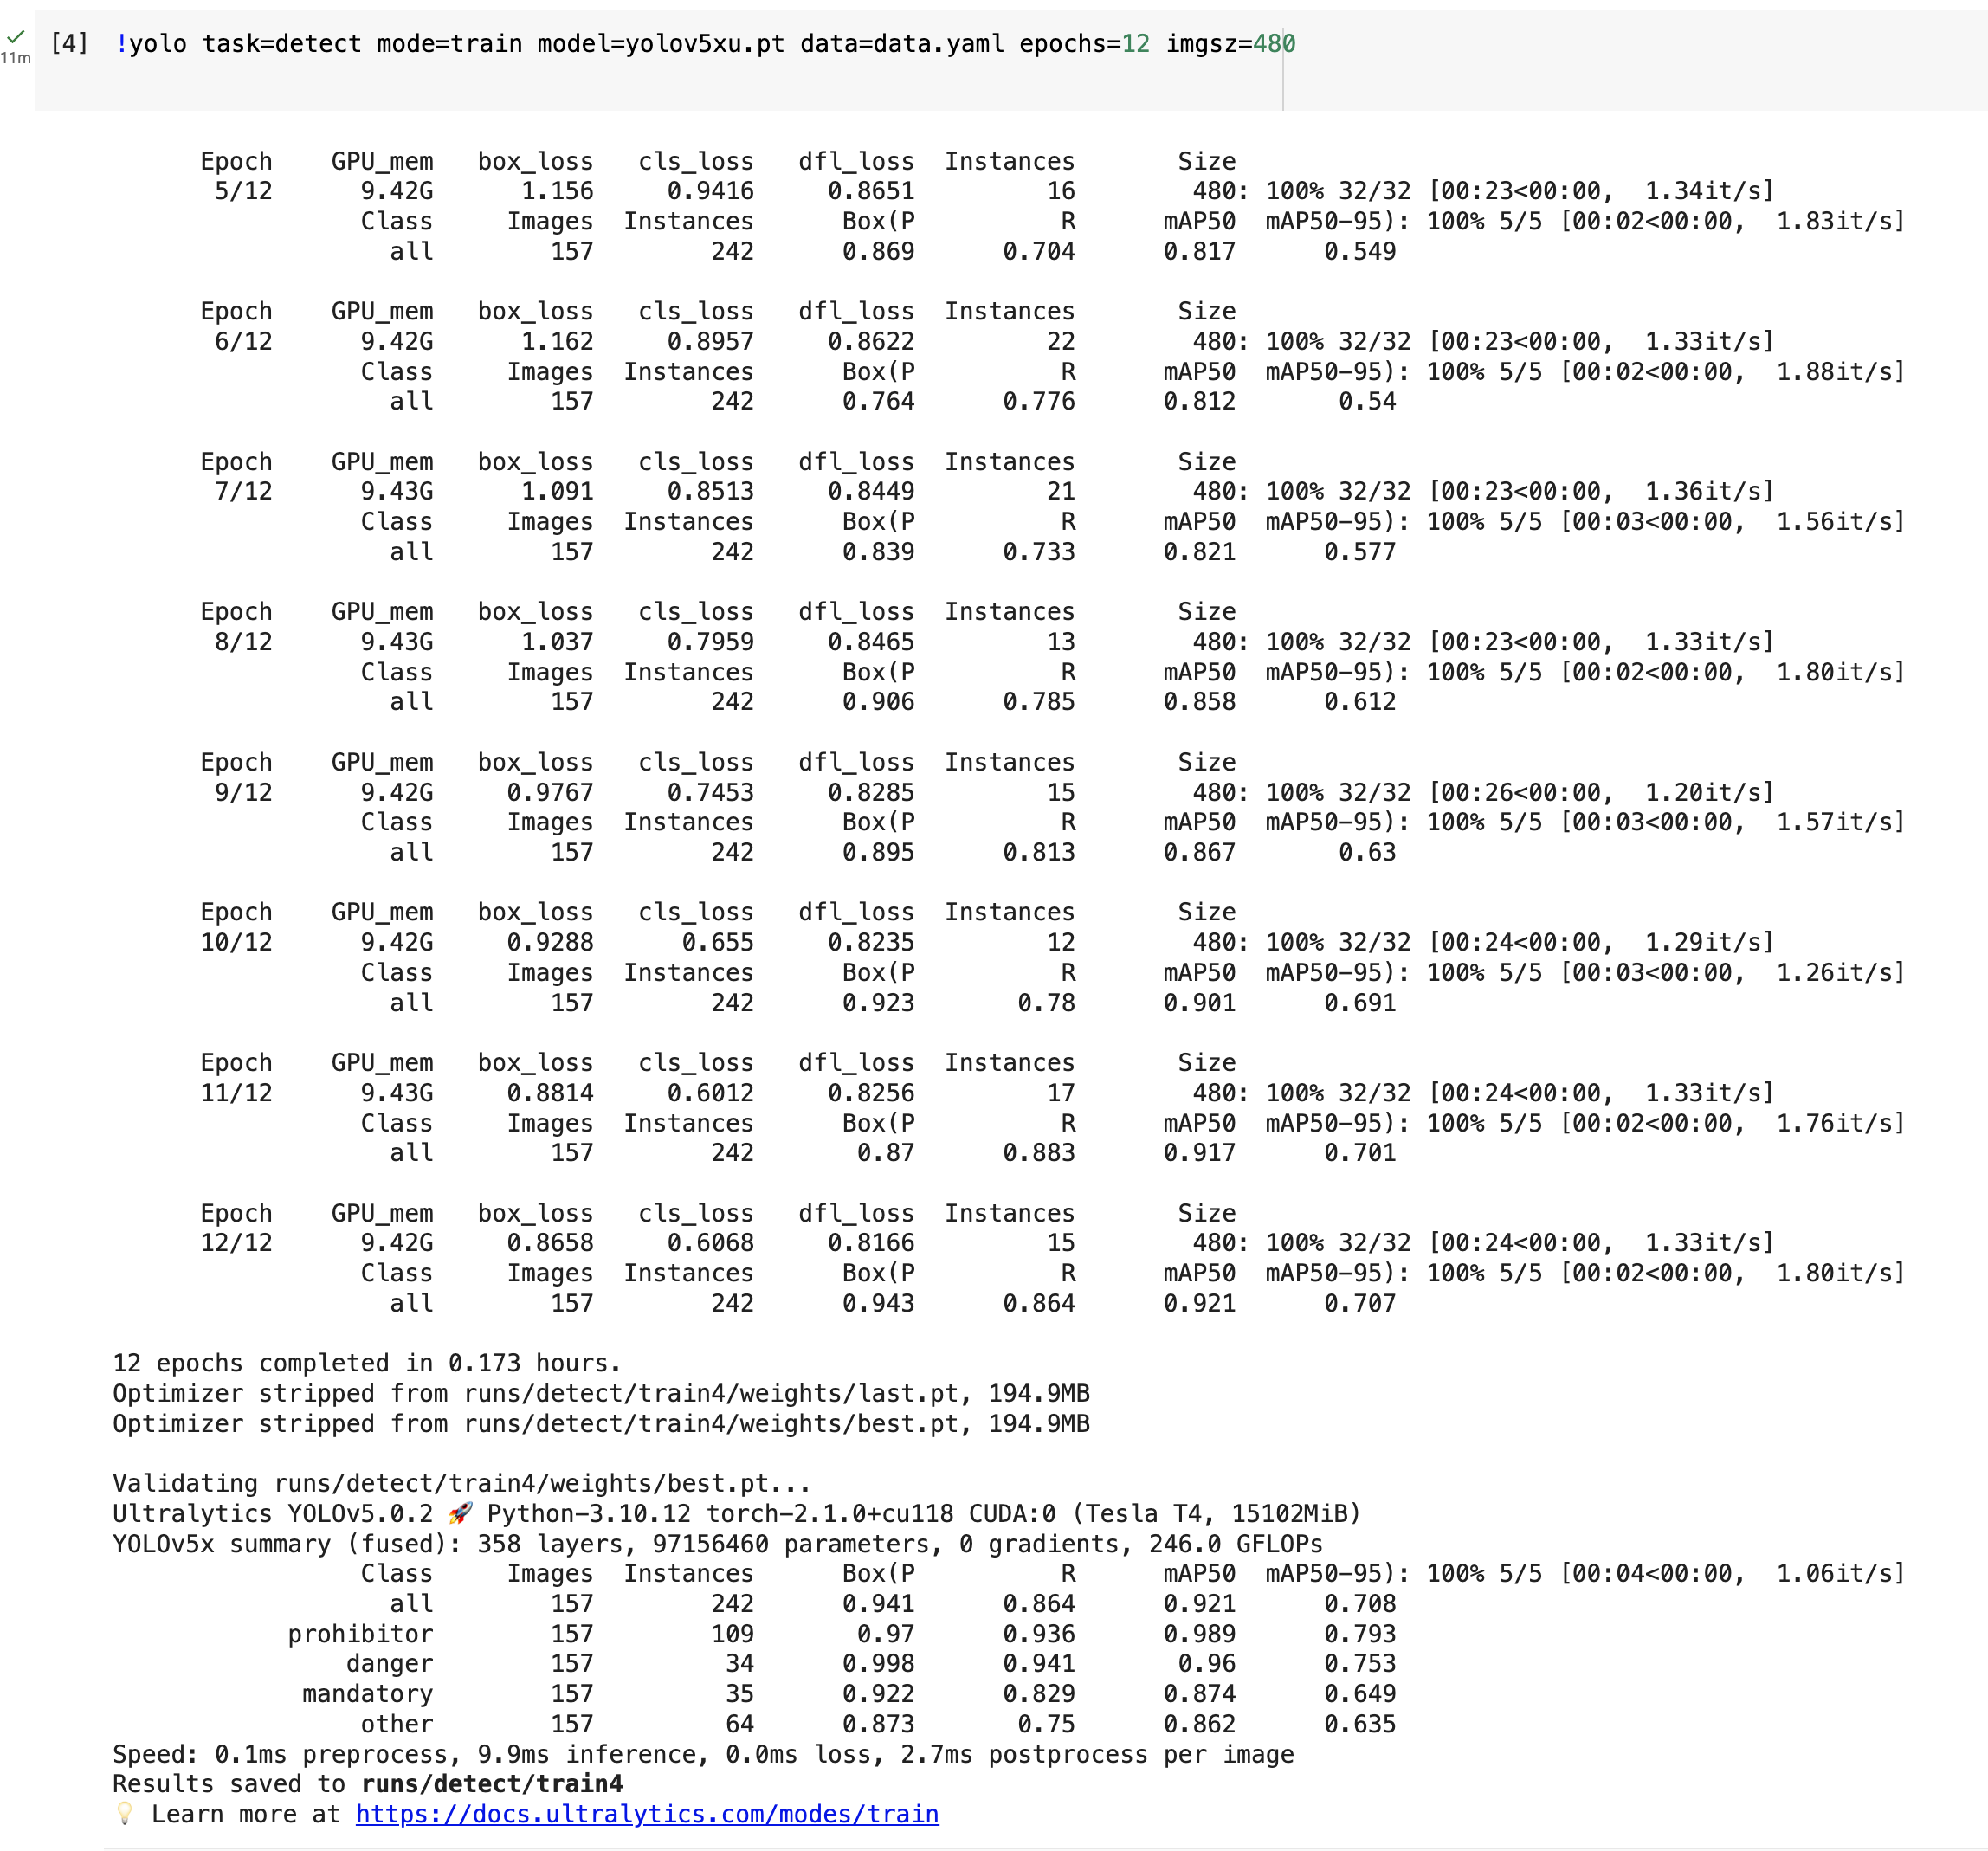 [4] !yolo task=detect mode=train model=yolov5xu.pt data=data.yaml epochs=12 imgsz=480
11m
Epoch GPU_mem box_loss cls_loss dfl_loss Instances Size
5/12 9.42G 1.156 0.9416 0.8651 16 480: 100% 32/32 [00:23<00:00, 1.34it/s]
Class Images Instances Box(P R mAP50 mAP50-95): 100% 5/5 [00:02<00:00, 1.83it/s]
all 157 242 0.869 0.704 0.817 0.549
Epoch GPU_mem box_loss cls_loss dfl_loss Instances Size
6/12 9.42G 1.162 0.8957 0.8622 22 480: 100% 32/32 [00:23<00:00, 1.33it/s]
Class Images Instances Box(P R mAP50 mAP50-95): 100% 5/5 [00:02<00:00, 1.88it/s]
all 157 242 0.764 0.776 0.812 0.54
Epoch GPU_mem box_loss cls_loss dfl_loss Instances Size
7/12 9.43G 1.091 0.8513 0.8449 21 480: 100% 32/32 [00:23<00:00, 1.36it/s]
Class Images Instances Box(P R mAP50 mAP50-95): 100% 5/5 [00:03<00:00, 1.56it/s]
all 157 242 0.839 0.733 0.821 0.577
Epoch GPU_mem box_loss cls_loss dfl_loss Instances Size
8/12 9.43G 1.037 0.7959 0.8465 13 480: 100% 32/32 [00:23<00:00, 1.33it/s]
Class Images Instances Box(P R mAP50 mAP50-95): 100% 5/5 [00:02<00:00, 1.80it/s]
all 157 242 0.906 0.785 0.858 0.612
Epoch GPU_mem box_loss cls_loss dfl_loss Instances Size
9/12 9.42G 0.9767 0.7453 0.8285 15 480: 100% 32/32 [00:26<00:00, 1.20it/s]
Class Images Instances Box(P R mAP50 mAP50-95): 100% 5/5 [00:03<00:00, 1.57it/s]
all 157 242 0.895 0.813 0.867 0.63
Epoch GPU_mem box_loss cls_loss dfl_loss Instances Size
10/12 9.42G 0.9288 0.655 0.8235 12 480: 100% 32/32 [00:24<00:00, 1.29it/s]
Class Images Instances Box(P R mAP50 mAP50-95): 100% 5/5 [00:03<00:00, 1.26it/s]
all 157 242 0.923 0.78 0.901 0.691
Epoch GPU_mem box_loss cls_loss dfl_loss Instances Size
11/12 9.43G 0.8814 0.6012 0.8256 17 480: 100% 32/32 [00:24<00:00, 1.33it/s]
Class Images Instances Box(P R mAP50 mAP50-95): 100% 5/5 [00:02<00:00, 1.76it/s]
all 157 242 0.87 0.883 0.917 0.701
Epoch GPU_mem box_loss cls_loss dfl_loss Instances Size
12/12 9.42G 0.8658 0.6068 0.8166 15 480: 100% 32/32 [00:24<00:00, 1.33it/s]
Class Images Instances Box(P R mAP50 mAP50-95): 100% 5/5 [00:02<00:00, 1.80it/s]
all 157 242 0.943 0.864 0.921 0.707
12 epochs completed in 0.173 hours.
Optimizer stripped from runs/detect/train4/weights/last.pt, 194.9MB
Optimizer stripped from runs/detect/train4/weights/best.pt, 194.9MB
Validating runs/detect/train4/weights/best.pt...
Ultralytics YOLOv5.0.2 🚀 Python-3.10.12 torch-2.1.0+cu118 CUDA:0 (Tesla T4, 15102MiB)
YOLOv5x summary (fused): 358 layers, 97156460 parameters, 0 gradients, 246.0 GFLOPs
Class Images Instances Box(P R mAP50 mAP50-95): 100% 5/5 [00:04<00:00, 1.06it/s]
all 157 242 0.941 0.864 0.921 0.708
prohibitor 157 109 0.97 0.936 0.989 0.793
danger 157 34 0.998 0.941 0.96 0.753
mandatory 157 35 0.922 0.829 0.874 0.649
other 157 64 0.873 0.75 0.862 0.635
Speed: 0.1ms preprocess, 9.9ms inference, 0.0ms loss, 2.7ms postprocess per image
Results saved to runs/detect/train4
💡 Learn more at https://docs.ultralytics.com/modes/train